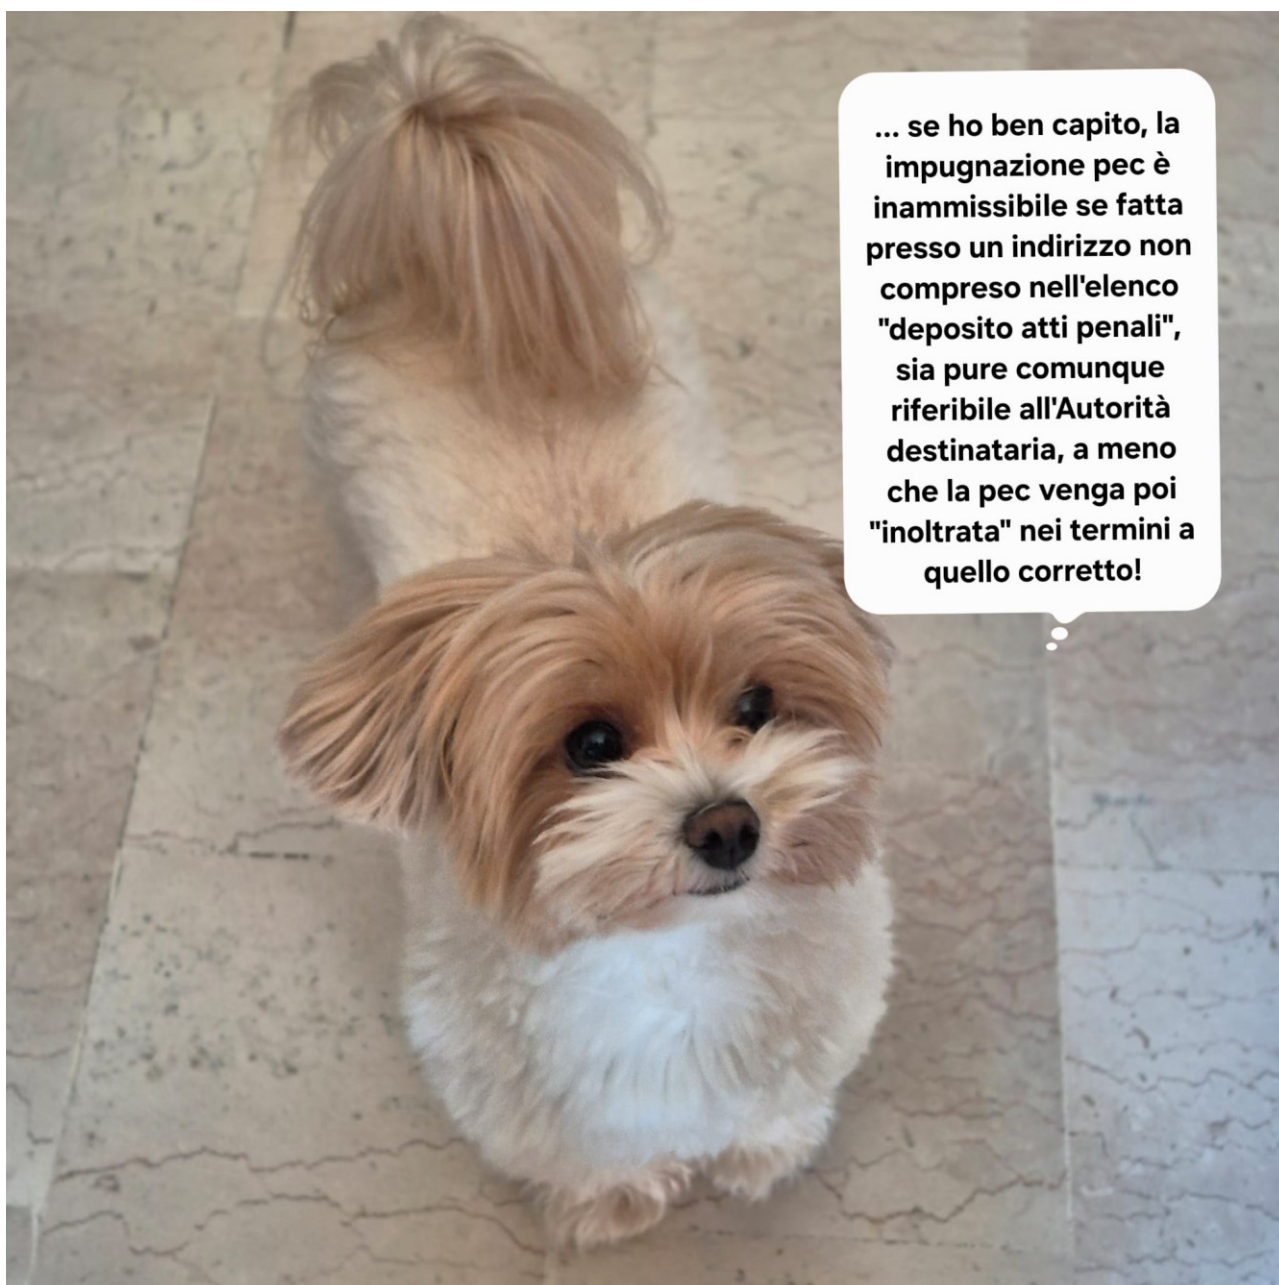 ... se ho ben capito, la
impugnazione pec è
inammissibile se fatta
presso un indirizzo non
compreso nell'elenco
"deposito atti penali",
sia pure comunque
riferibile all'Autorità
destinataria, a meno
che la pec venga poi
"inoltrata" nei termini a
quello corretto!